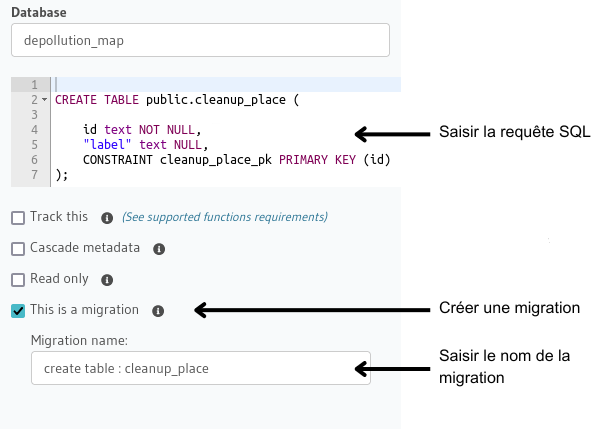 Database
depollution_map
1
2 CREATE TABLE public.cleanup_place (
3
4 id text NOT NULL,
Saisir la requête SQL
5 "label" text NULL,
6 CONSTRAINT cleanup_place_pk PRIMARY KEY (id)
7 );
Track this (See supported functions requirements)
Cascade metadata
Read only
This is a migration
Créer une migration
Migration name:
create table : cleanup_place
Saisir le nom de la
migration